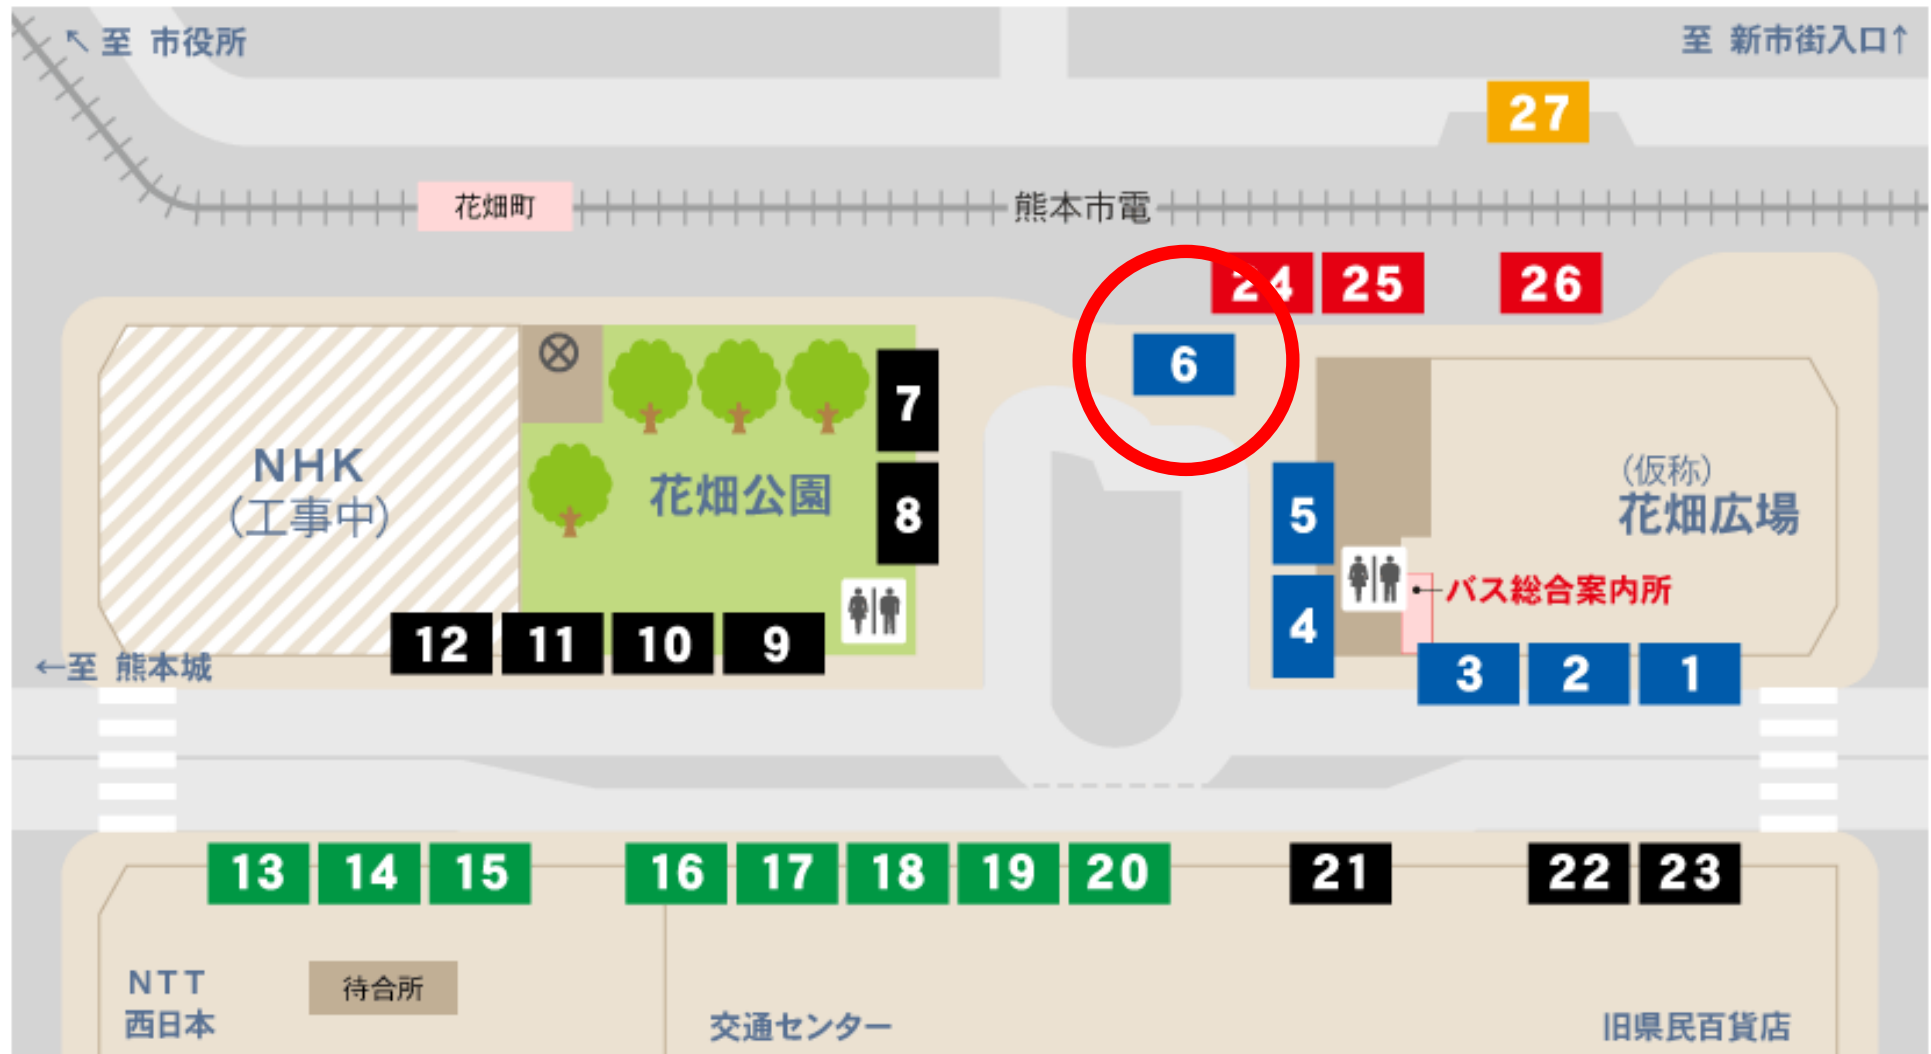 ↖至 市役所
至 新市街入口↑
27
花畑町
熊本市電
24 25 26
6
7
NHK
(工事中)
花畑公園
8
5
(仮称)
花畑広場
バス総合案内所
4
12 11 10 9
3 2 1
←至 熊本城
13 14 15 16 17 18 19 20 21 22 23
NTT
西日本
待合所
交通センター
旧県民百貨店